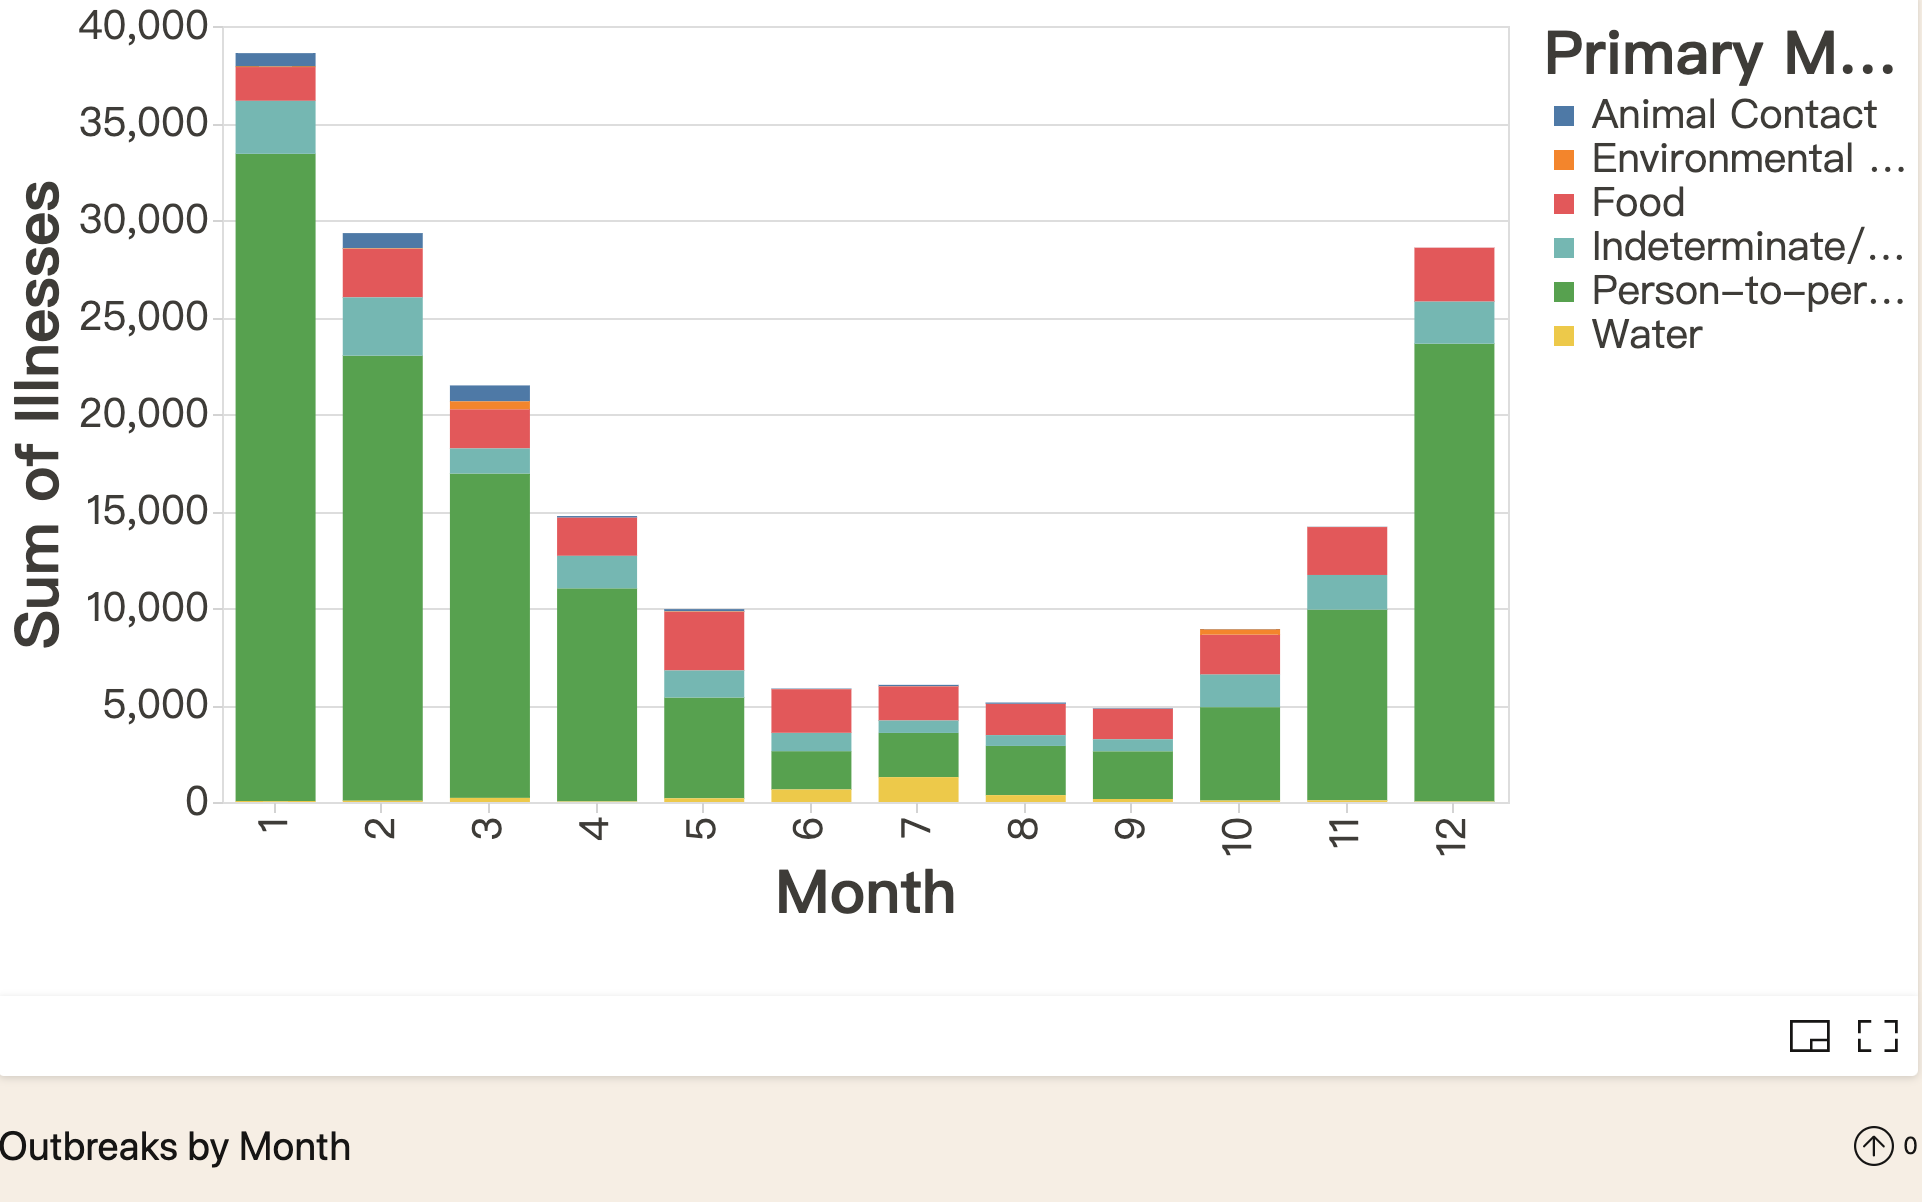 40,000
35,000
30,000
25,000
20,000
15,000
10,000
5,000
0
Sum of Illnesses
1
2
3
4
5
6
7
8
9
10
11
12
Month
Primary M...
Animal Contact
Environmental ...
Food
Indeterminate/...
Person-to-per...
Water
Outbreaks by Month
0